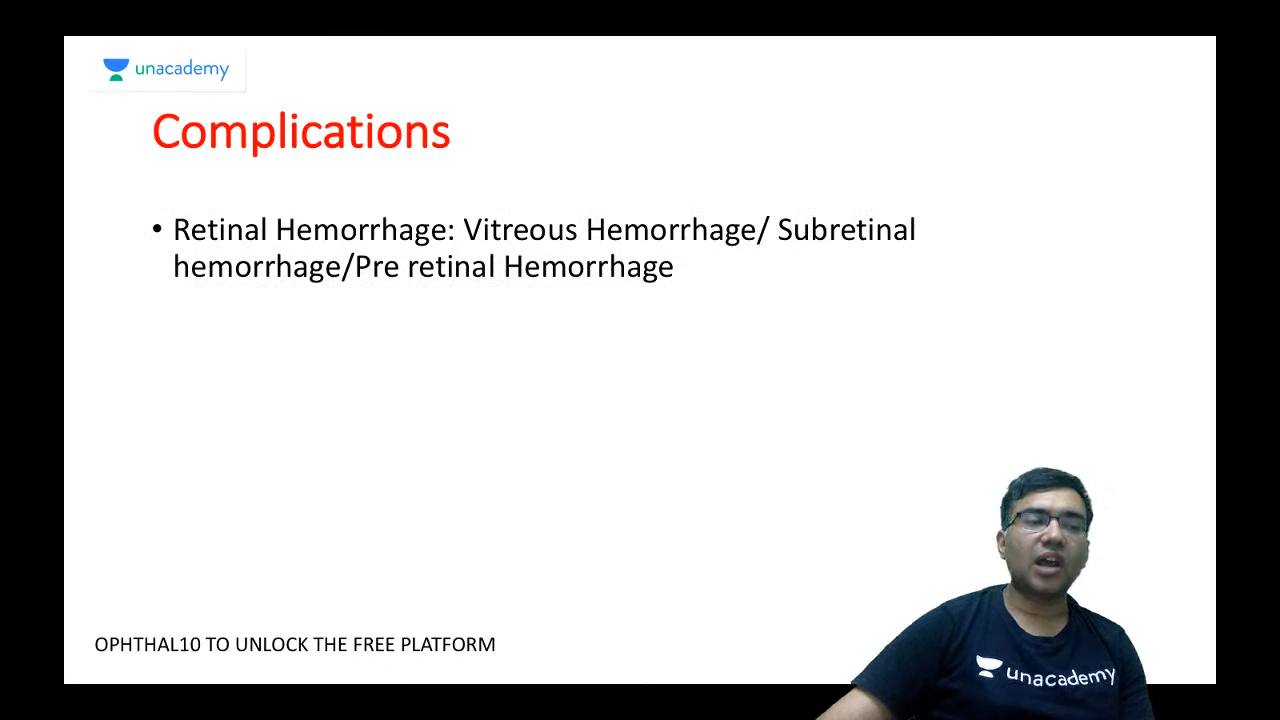 unacademy
Complications
• Retinal Hemorrhage: Vitreous Hemorrhage/ Subretinal
hemorrhage/Pre retinal Hemorrhage
OPHTHAL10 TO UNLOCK THE FREE PLATFORM
unacademy